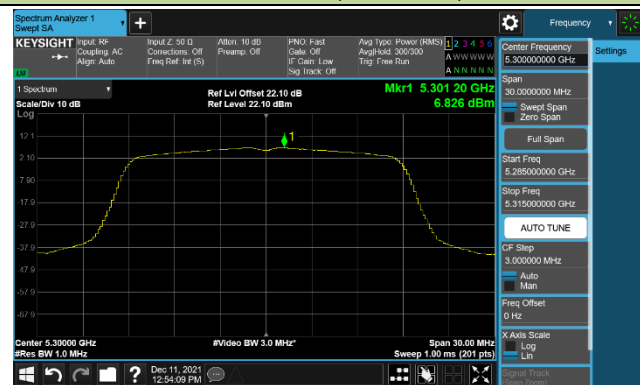 Spectrum Analyzer 1
Swept SA
+
Frequency
KEYSIGHT
Input: RF
Coupling: AC
Align: Auto
Input Z: 50 Ω
Corrections: Off
Freq Ref: Int (S)
Atten: 10 dB
Preamp: Off
PNO: Fast
Gate: Off
IF Gain: Low
Sig Track: Off
Avg Type: Power (RMS)
Avg|Hold: 300/300
Trig: Free Run
1 2 3 4 5 6
A W W W W W
A N N N N N
LXI
1 Spectrum
Scale/Div 10 dB
Log
Ref Lvl Offset 22.10 dB
Ref Level 22.10 dBm
Mkr1 5.301 20 GHz
6.826 dBm
1
12.1
2.10
-7.90
-17.9
-27.9
-37.9
-47.9
-57.9
-67.9
Center 5.30000 GHz
#Res BW 1.0 MHz
#Video BW 3.0 MHz*
Span 30.00 MHz
Sweep 1.00 ms (201 pts)
Dec 11, 2021
12:54:09 PM
?
Center Frequency
5.300000000 GHz
Settings
Span
30.0000000 MHz
Swept Span
Zero Span
Full Span
Start Freq
5.285000000 GHz
Stop Freq
5.315000000 GHz
AUTO TUNE
CF Step
3.000000 MHz
Auto
Man
Freq Offset
0 Hz
X Axis Scale
Log
Lin
Signal Track
(Span Zoom)